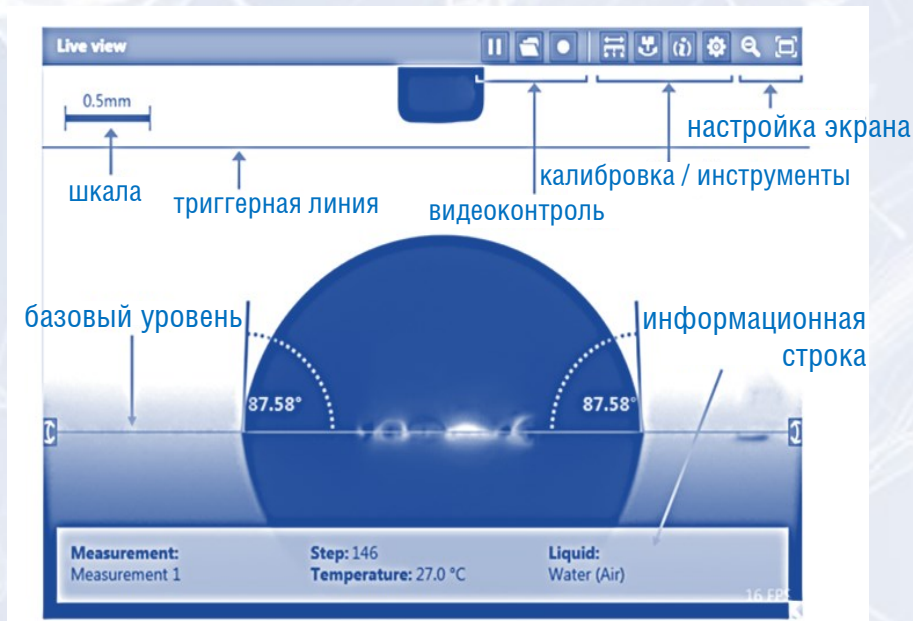 Live view
0.5mm
настройка экрана
калибровка / инструменты
шкала
триггерная линия
видеоконтроль
базовый уровень
информационная
строка
87.58°
87.58°
Measurement:
Measurement 1
Step: 146
Temperature: 27.0 °C
Liquid:
Water (Air)
16 FPS